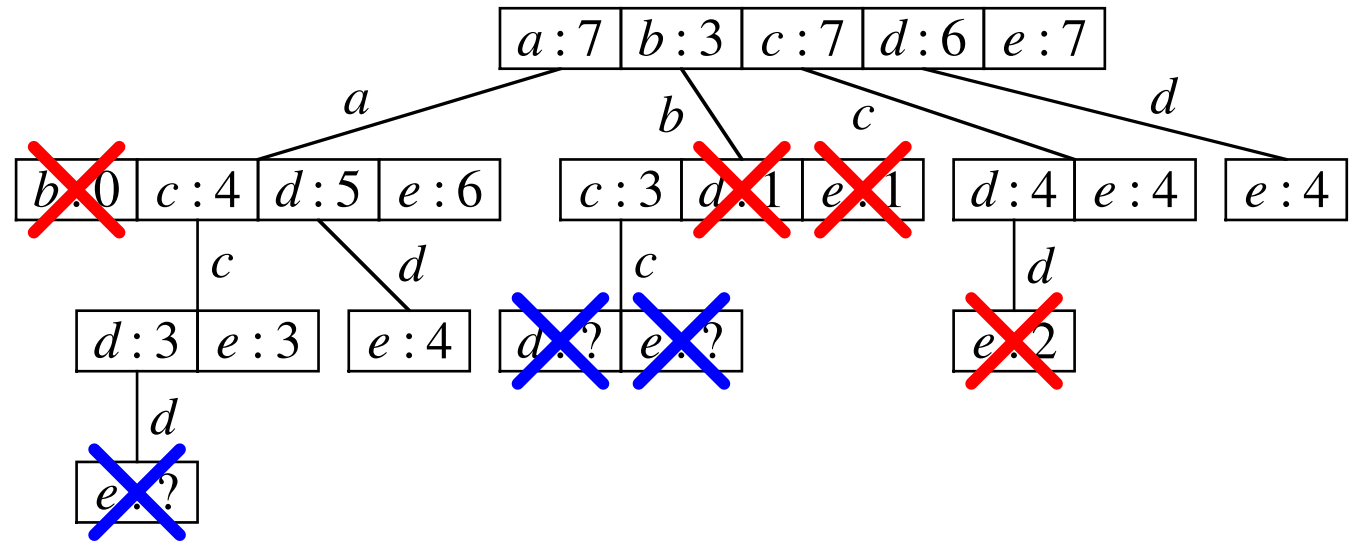 a : 7 b : 3 c : 7 d : 6 e : 7
a b c d
b : 0 c : 4 d : 5 e : 6 c : 3 d : 1 e : 1 d : 4 e : 4 e : 4
c d c d
d : 3 e : 3 e : 4 d : ? e : ? e : 2
d
e : ?